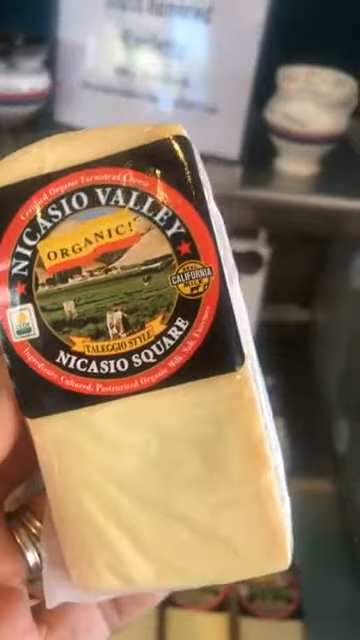 Certified Organic Farmstead Cheese
NICASIO VALLEY
ORGANIC!
REAL
CALIFORNIA
MILK
TALEGGIO STYLE
NICASIO SQUARE
Ingredients: Cultured, Pasteurized Organic Milk, Salt, Enzymes